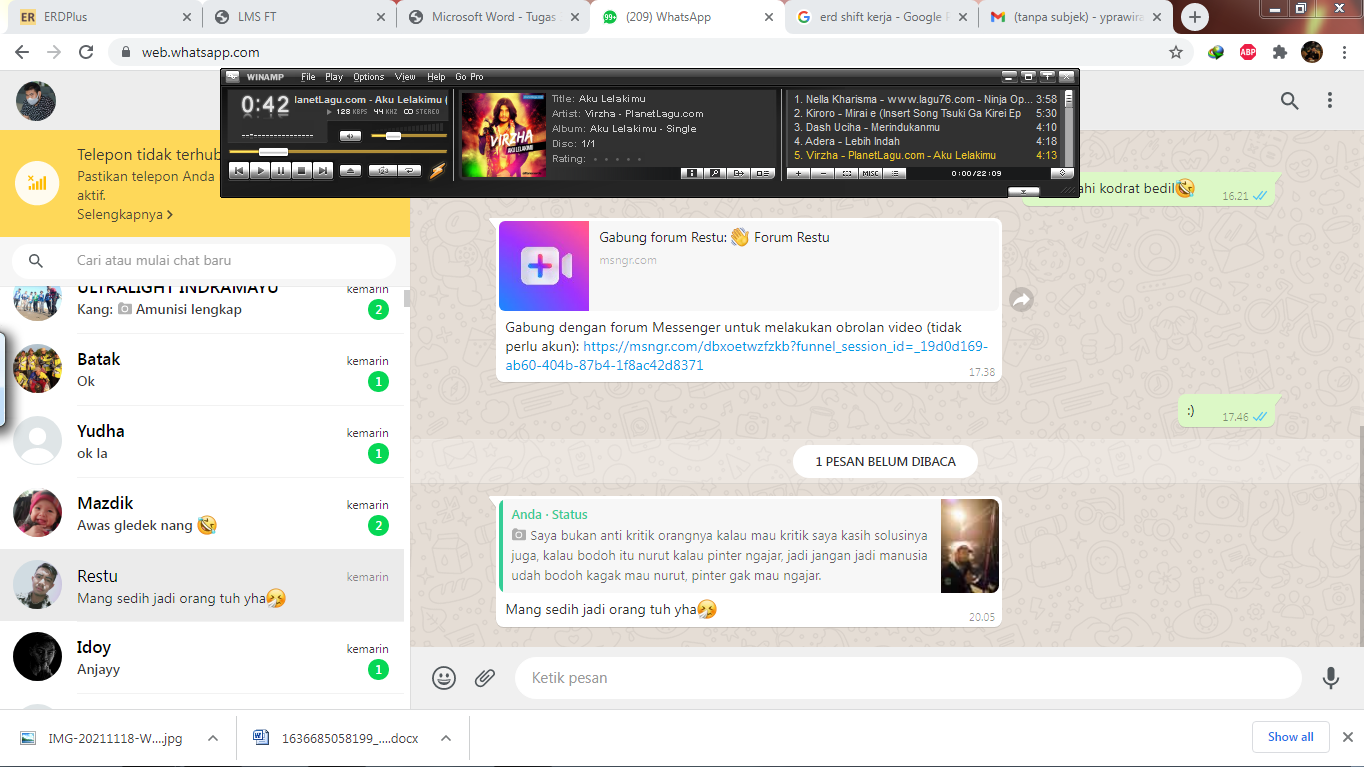 ER ERDPlus
LMS FT
Microsoft Word - Tugas
99+ (209) WhatsApp
erd shift kerja - Google
(tanpa subjek) - yprawira
web.whatsapp.com
ABP
WINAMP File Play Options View Help Go Pro
0:42 lanetLagu.com - Aku Lelakimu (
128 KBPS 44 KHZ STEREO
Title: Aku Lelakimu
Artist: Virzha - PlanetLagu.com
Album: Aku Lelakimu - Single
Disc: 1/1
Rating:
VIRZHA
AKU LELAKIMU
1. Nella Kharisma - www.lagu76.com - Ninja Op... 3:58
2. Kiroro - Mirai e (Insert Song Tsuki Ga Kirei Ep 5:30
3. Dash Uciha - Merindukanmu 4:10
4. Adera - Lebih Indah 4:18
5. Virzha - PlanetLagu.com - Aku Lelakimu 4:13
MISC 0:00/22:09
Telepon tidak terhub
Pastikan telepon Anda
aktif.
Selengkapnya >
Cari atau mulai chat baru
ULTRALIGHT INDRAMAYU kemarin
Kang: 📷 Amunisi lengkap 2
Batak kemarin
Ok 1
Yudha kemarin
ok la 1
Mazdik kemarin
Awas gledek nang 🤣 2
Restu kemarin
Mang sedih jadi orang tuh yha🤧
Idoy kemarin
Anjayy 1
ahi kodrat bedil🤣 16.21
Gabung forum Restu: 👋 Forum Restu
msngr.com
Gabung dengan forum Messenger untuk melakukan obrolan video (tidak
perlu akun): https://msngr.com/dbxoetwzfzkb?funnel_session_id=_19d0d169-
ab60-404b-87b4-1f8ac42d8371
17.38
:) 17.46
1 PESAN BELUM DIBACA
Anda · Status
📷 Saya bukan anti kritik orangnya kalau mau kritik saya kasih solusinya
juga, kalau bodoh itu nurut kalau pinter ngajar, jadi jangan jadi manusia
udah bodoh kagak mau nurut, pinter gak mau ngajar.
Mang sedih jadi orang tuh yha🤧 20.05
Ketik pesan
IMG-20211118-W....jpg
1636685058199_....docx
Show all